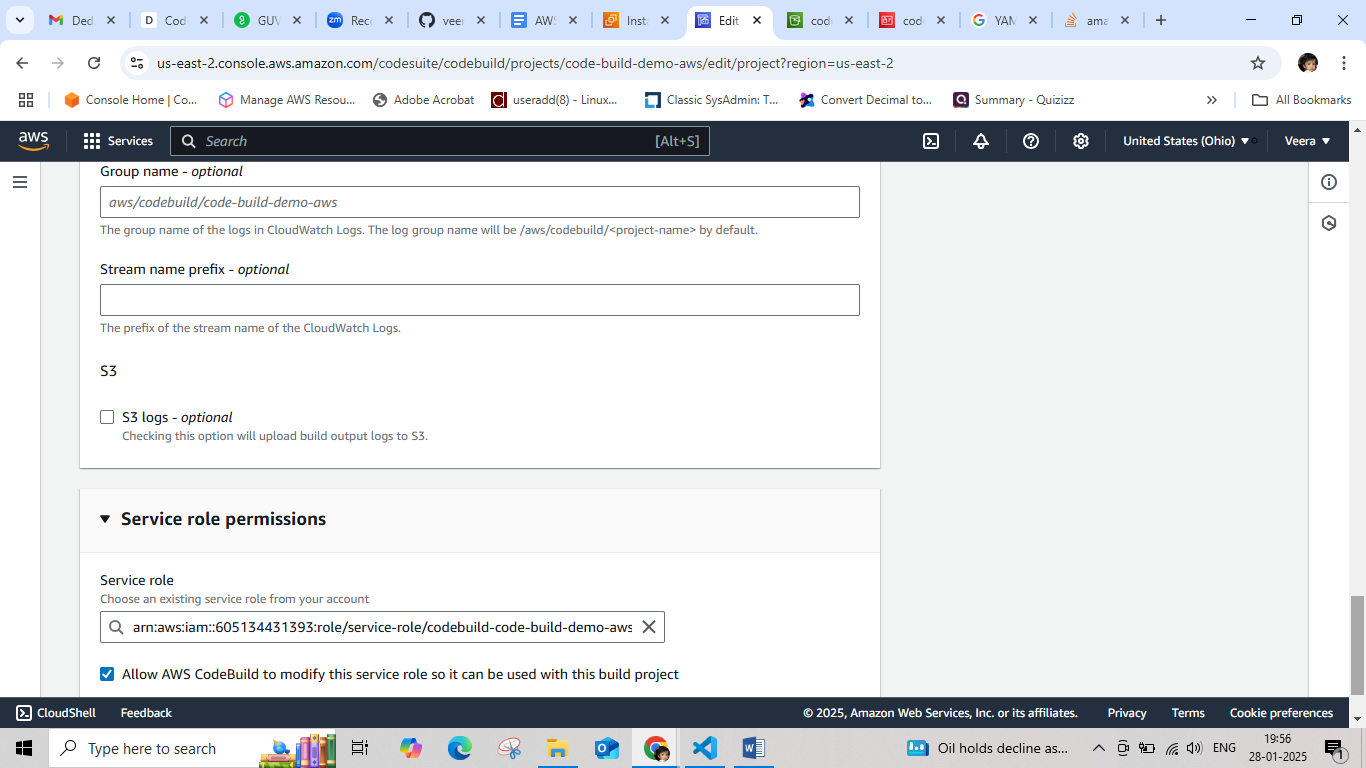 Ded
Cod
GUV
Reco
veer
AWS
Inst
Edit
code
code
YAM
ama
us-east-2.console.aws.amazon.com/codesuite/codebuild/projects/code-build-demo-aws/edit/project?region=us-east-2
Console Home | Co...
Manage AWS Resou...
Adobe Acrobat
useradd(8) - Linux...
Classic SysAdmin: T...
Convert Decimal to...
Summary - Quizizz
All Bookmarks
aws
Services
Search
[Alt+S]
United States (Ohio)
Veera
Group name - optional
aws/codebuild/code-build-demo-aws
The group name of the logs in CloudWatch Logs. The log group name will be /aws/codebuild/<project-name> by default.
Stream name prefix - optional
The prefix of the stream name of the CloudWatch Logs.
S3
S3 logs - optional
Checking this option will upload build output logs to S3.
Service role permissions
Service role
Choose an existing service role from your account
arn:aws:iam::605134431393:role/service-role/codebuild-code-build-demo-aws
Allow AWS CodeBuild to modify this service role so it can be used with this build project
CloudShell
Feedback
© 2025, Amazon Web Services, Inc. or its affiliates.
Privacy
Terms
Cookie preferences
Type here to search
Oil holds decline as...
ENG
19:56
28-01-2025
1